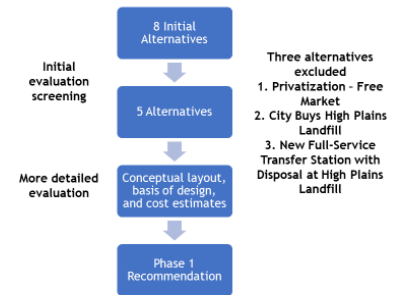 8 Initial
Alternatives
Initial
evaluation
screening
Three alternatives
excluded
1. Privatization – Free
Market
2. City Buys High Plains
Landfill
3. New Full-Service
Transfer Station with
Disposal at High Plains
Landfill
5 Alternatives
More detailed
evaluation
Conceptual layout,
basis of design,
and cost estimates
Phase 1
Recommendation